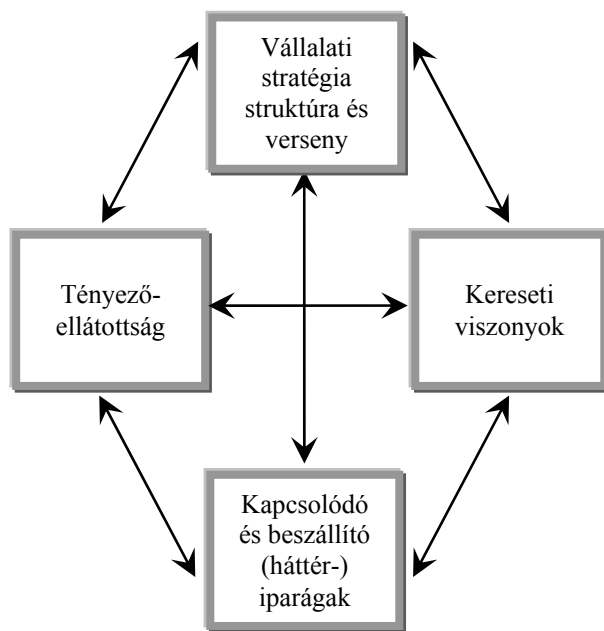 Vállalati
stratégia
struktúra és
verseny
Tényező-
ellátottság
Kereseti
viszonyok
Kapcsolódó
és beszállító
(háttér-)
iparágak